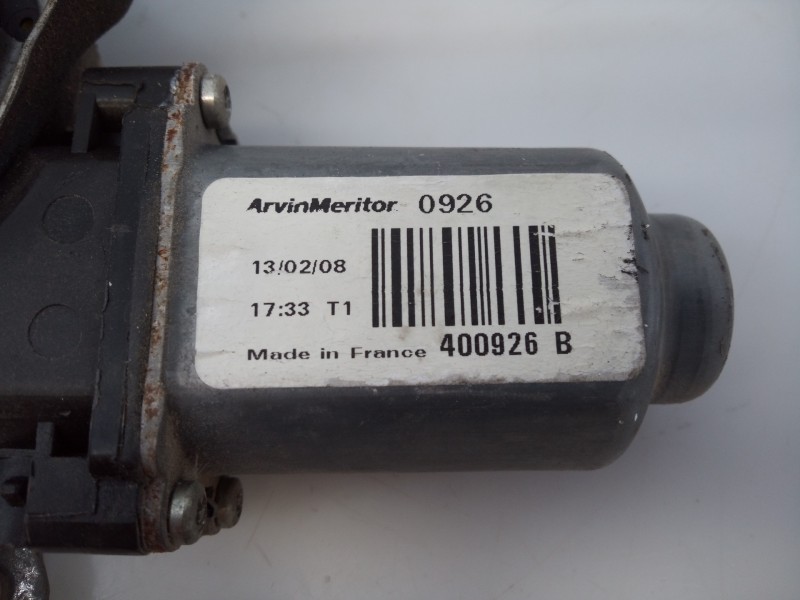 ArvinMeritor 0926
13/02/08
17:33 T1
Made in France 400926 B